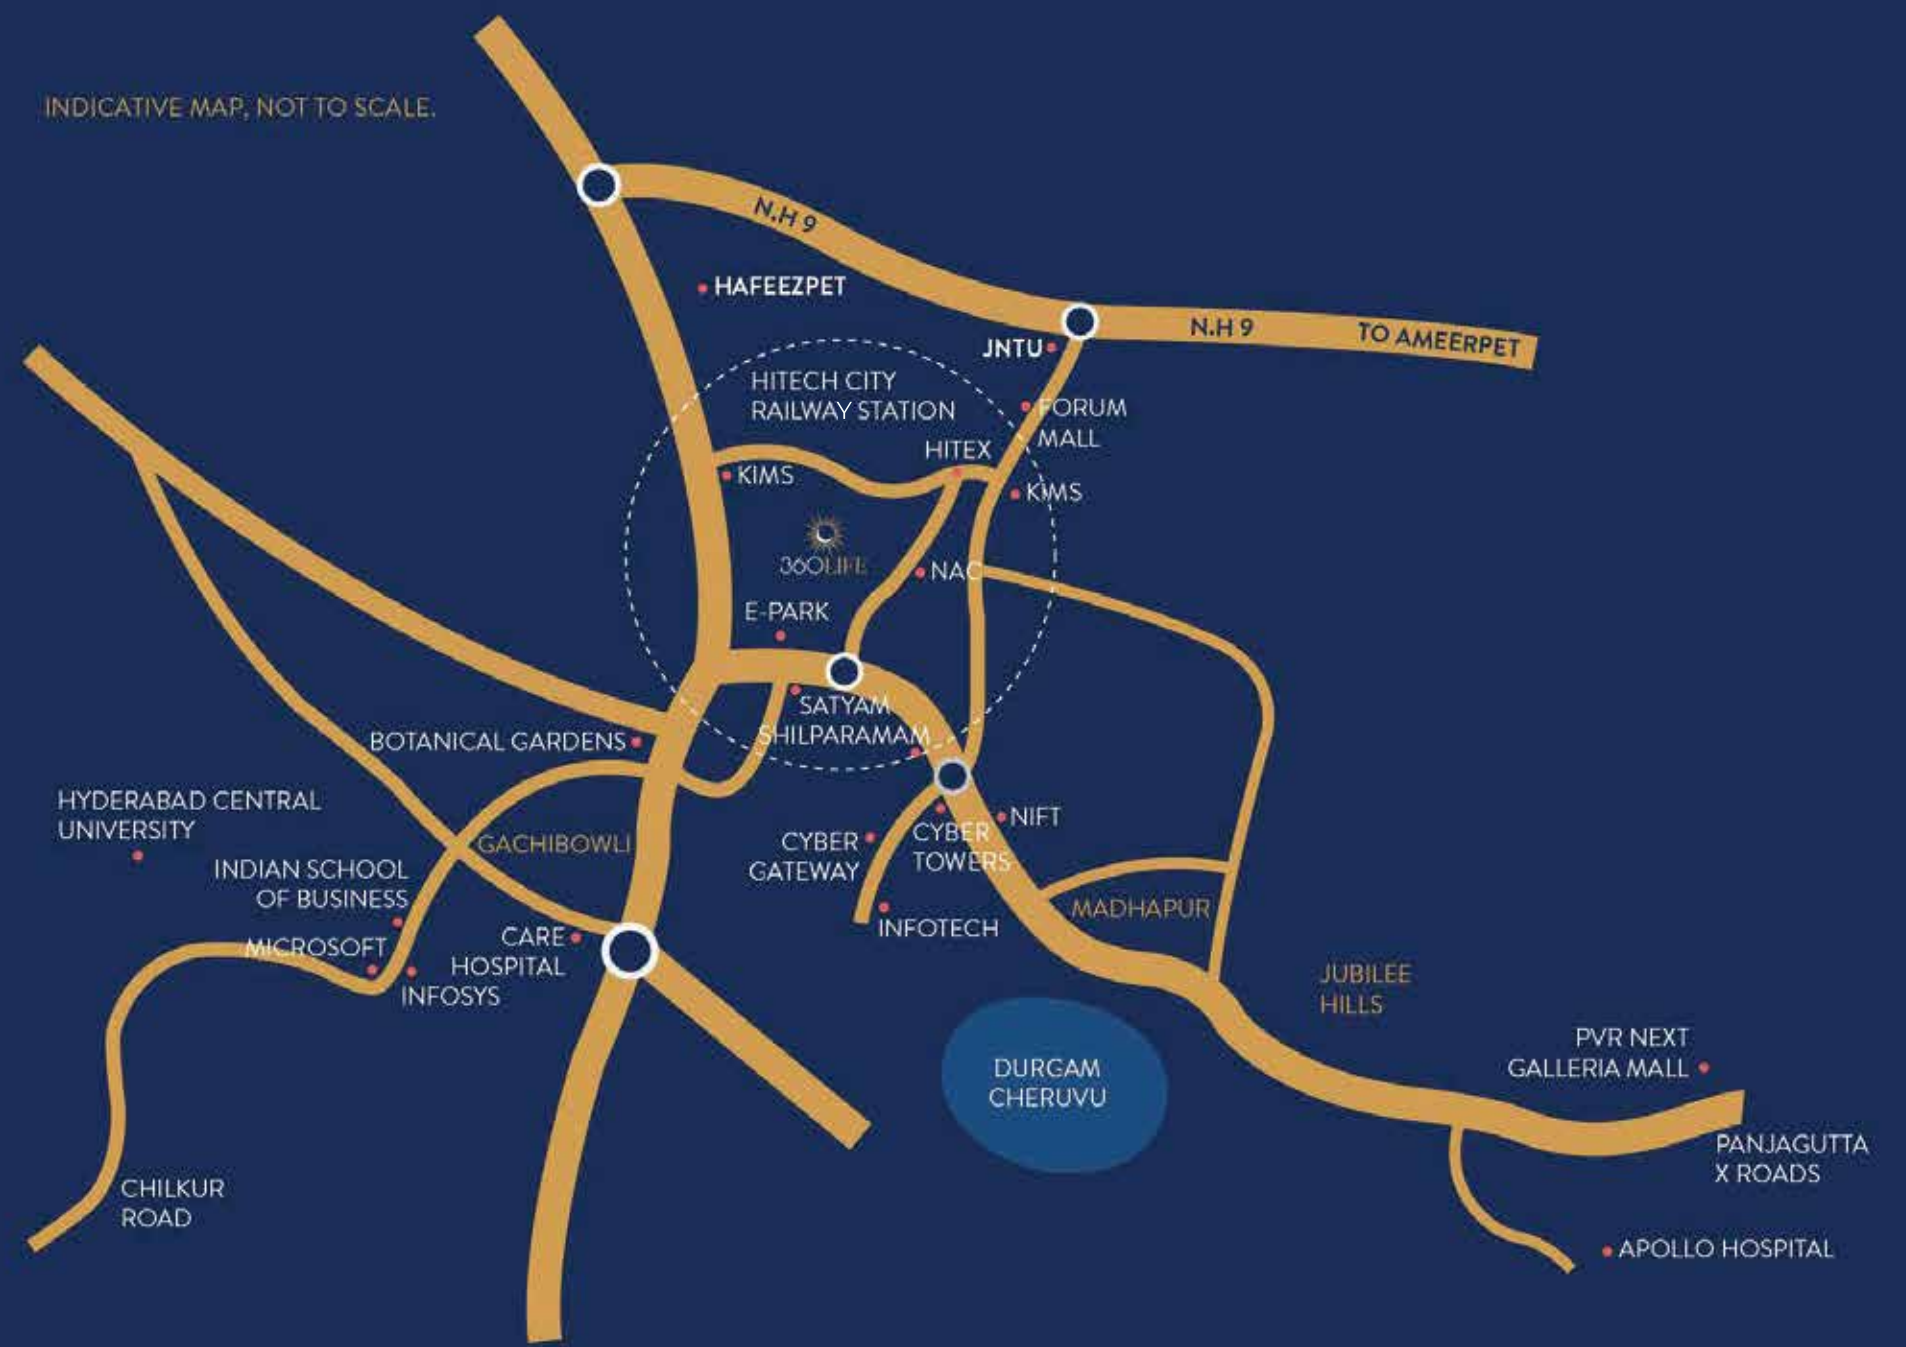 INDICATIVE MAP, NOT TO SCALE.
N.H 9
HAFEEZPET
N.H 9
TO AMEERPET
JNTU
HITECH CITY
RAILWAY STATION
FORUM
MALL
HITEX
KIMS
KIMS
360LIFE
NAC
E-PARK
SATYAM
SHILPARAMAM
BOTANICAL GARDENS
HYDERABAD CENTRAL
UNIVERSITY
GACHIBOWLI
NIFT
CYBER
TOWERS
CYBER
GATEWAY
INDIAN SCHOOL
OF BUSINESS
MADHAPUR
INFOTECH
CARE
HOSPITAL
MICROSOFT
INFOSYS
JUBILEE
HILLS
PVR NEXT
GALLERIA MALL
DURGAM
CHERUVU
PANJAGUTTA
X ROADS
CHILKUR
ROAD
APOLLO HOSPITAL